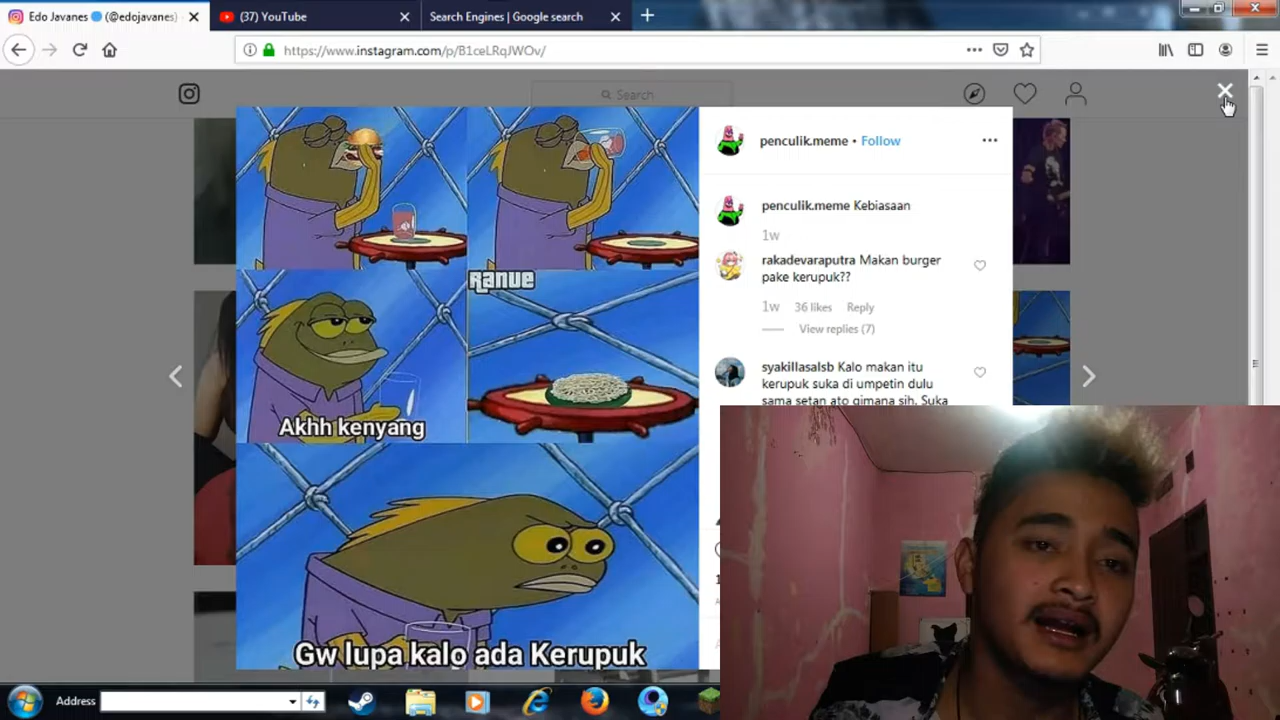 Edo Javanes (@edojavanes)
(37) YouTube
Search Engines | Google search
https://www.instagram.com/p/B1ceLRqJWOv/
Search
penculik.meme • Follow
penculik.meme Kebiasaan
1w
rakadevaraputra Makan burger
pake kerupuk??
1w 36 likes Reply
View replies (7)
syakillasalsb Kalo makan itu
kerupuk suka di umpetin dulu
sama setan ato gimana sih. Suka
RANUE
Akhh kenyang
Gw lupa kalo ada Kerupuk
Address